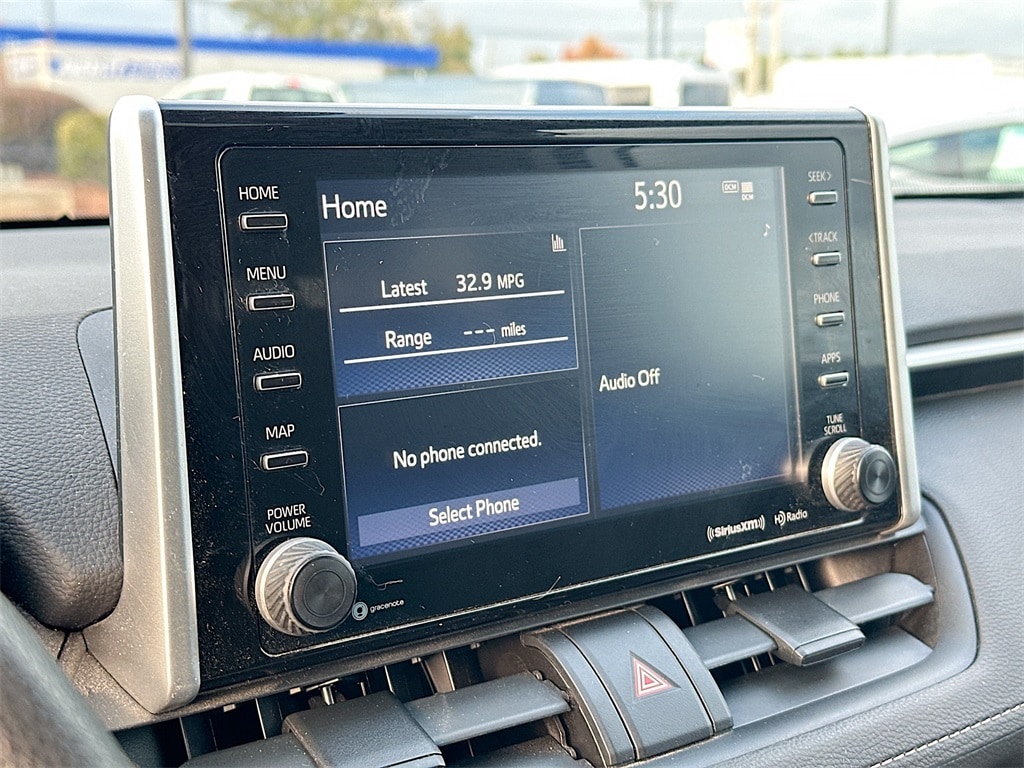 HOME
MENU
AUDIO
MAP
POWER
VOLUME
Home
5:30
DCM
DCM
Latest 32.9 MPG
Range --- miles
No phone connected.
Select Phone
Audio Off
SEEK>
<TRACK
PHONE
APPS
TUNE
SCROLL
gracenote
((SiriusXM))
HD Radio